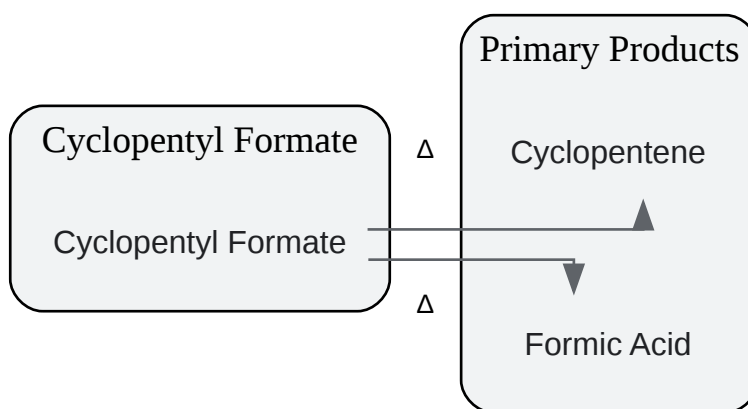 Primary Products
Cyclopentyl Formate
Δ
Cyclopentene
Cyclopentyl Formate
Δ
Formic Acid